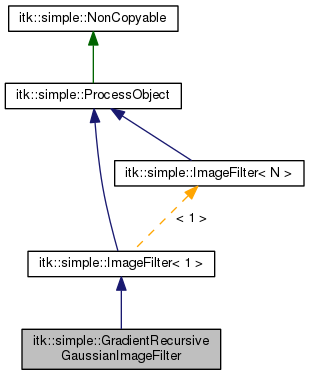 itk::simple::NonCopyable
itk::simple::ProcessObject
itk::simple::ImageFilter< N >
< 1 >
itk::simple::ImageFilter< 1 >
itk::simple::GradientRecursive
GaussianImageFilter